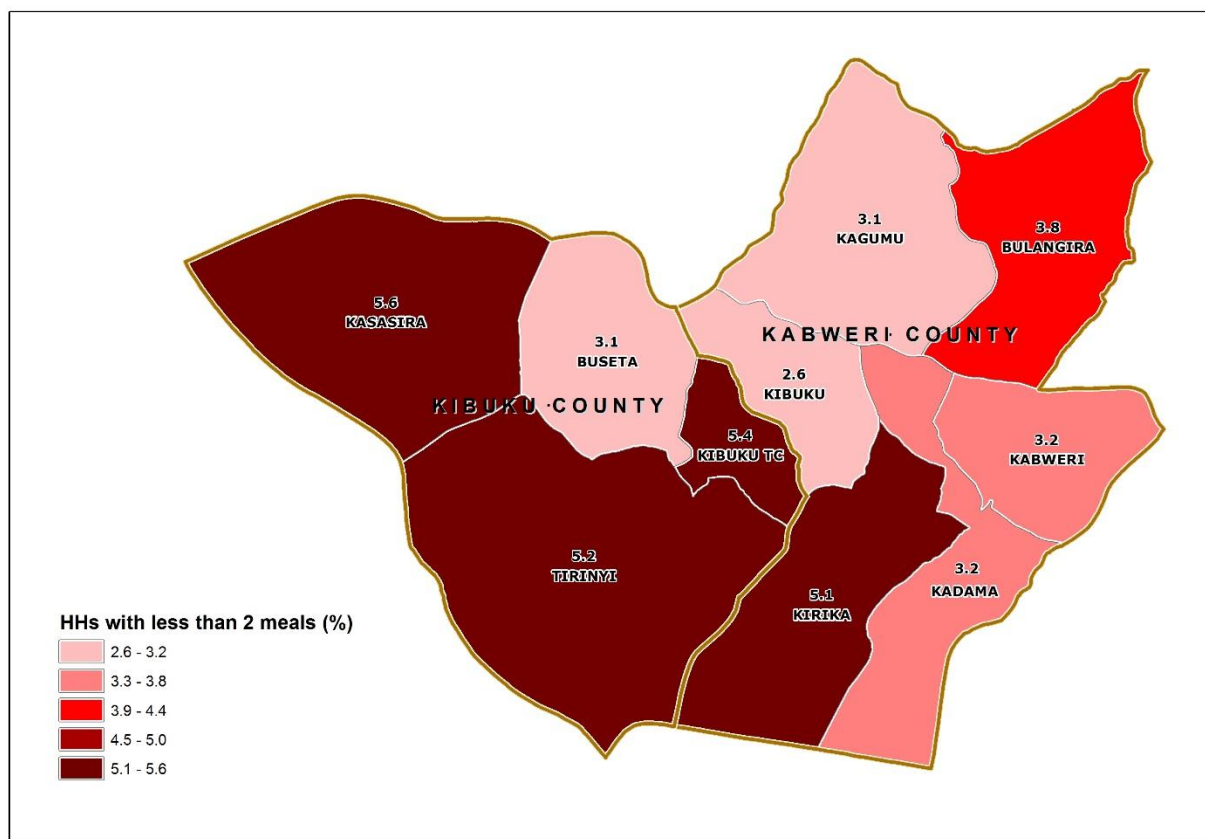 3.1
KAGUMU
3.8
BULANGIRA
5.6
KASASIRA
3.1
BUSETA
KABWERI COUNTY
2.6
KIBUKU
KIBUKU COUNTY
5.4
KIBUKU TC
3.2
KABWERI
5.2
TIRINYI
3.2
KADAMA
5.1
KIRIKA
HHs with less than 2 meals (%)
2.6 - 3.2
3.3 - 3.8
3.9 - 4.4
4.5 - 5.0
5.1 - 5.6